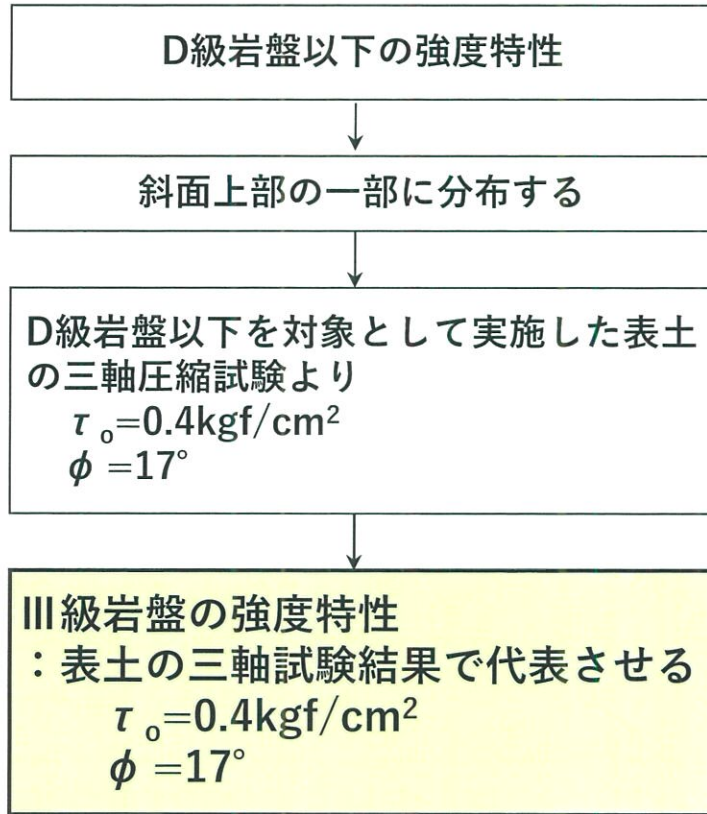 D級岩盤以下の強度特性
斜面上部の一部に分布する
D級岩盤以下を対象として実施した表土
の三軸圧縮試験より
τ₀=0.4kgf/cm²
ϕ=17°
Ⅲ級岩盤の強度特性
：表土の三軸試験結果で代表させる
τ₀=0.4kgf/cm²
ϕ=17°